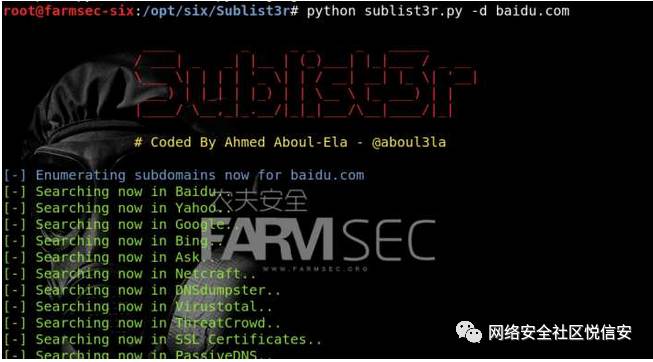 root@farmsec-six:/opt/six/Sublist3r# python sublist3r.py -d baidu.com
Sublist3r
# Coded By Ahmed Aboul-Ela - @aboul3la
[-] Enumerating subdomains now for baidu.com
[-] Searching now in Baidu..
[-] Searching now in Yahoo..
[-] Searching now in Google..
[-] Searching now in Bing..
[-] Searching now in Ask..
[-] Searching now in Netcraft..
[-] Searching now in DNSdumpster..
[-] Searching now in Virustotal..
[-] Searching now in ThreatCrowd..
[-] Searching now in SSL Certificates..
[-] Searching now in PassiveDNS..
农夫安全
FARMSEC
WWW.FARMSEC.ORG
网络安全社区悦信安